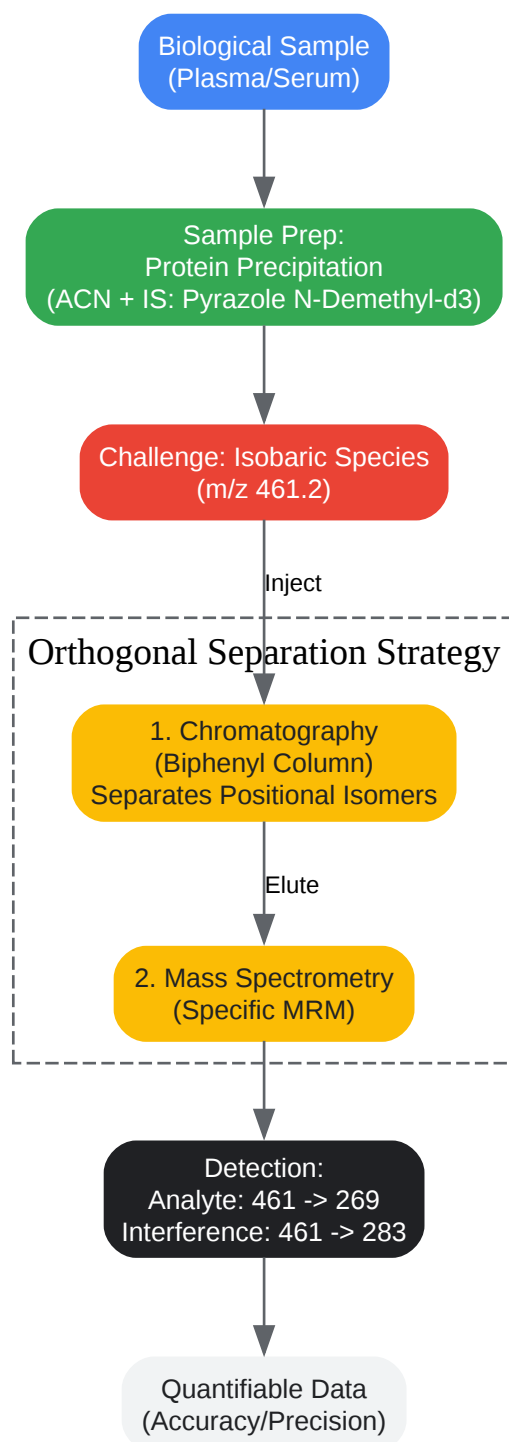 Biological Sample
(Plasma/Serum)
Sample Prep:
Protein Precipitation
(ACN + IS: Pyrazole N-Demethyl-d3)
Challenge: Isobaric Species
(m/z 461.2)
Inject
Orthogonal Separation Strategy
1. Chromatography
(Biphenyl Column)
Separates Positional Isomers
Elute
2. Mass Spectrometry
(Specific MRM)
Detection:
Analyte: 461 -> 269
Interference: 461 -> 283
Quantifiable Data
(Accuracy/Precision)